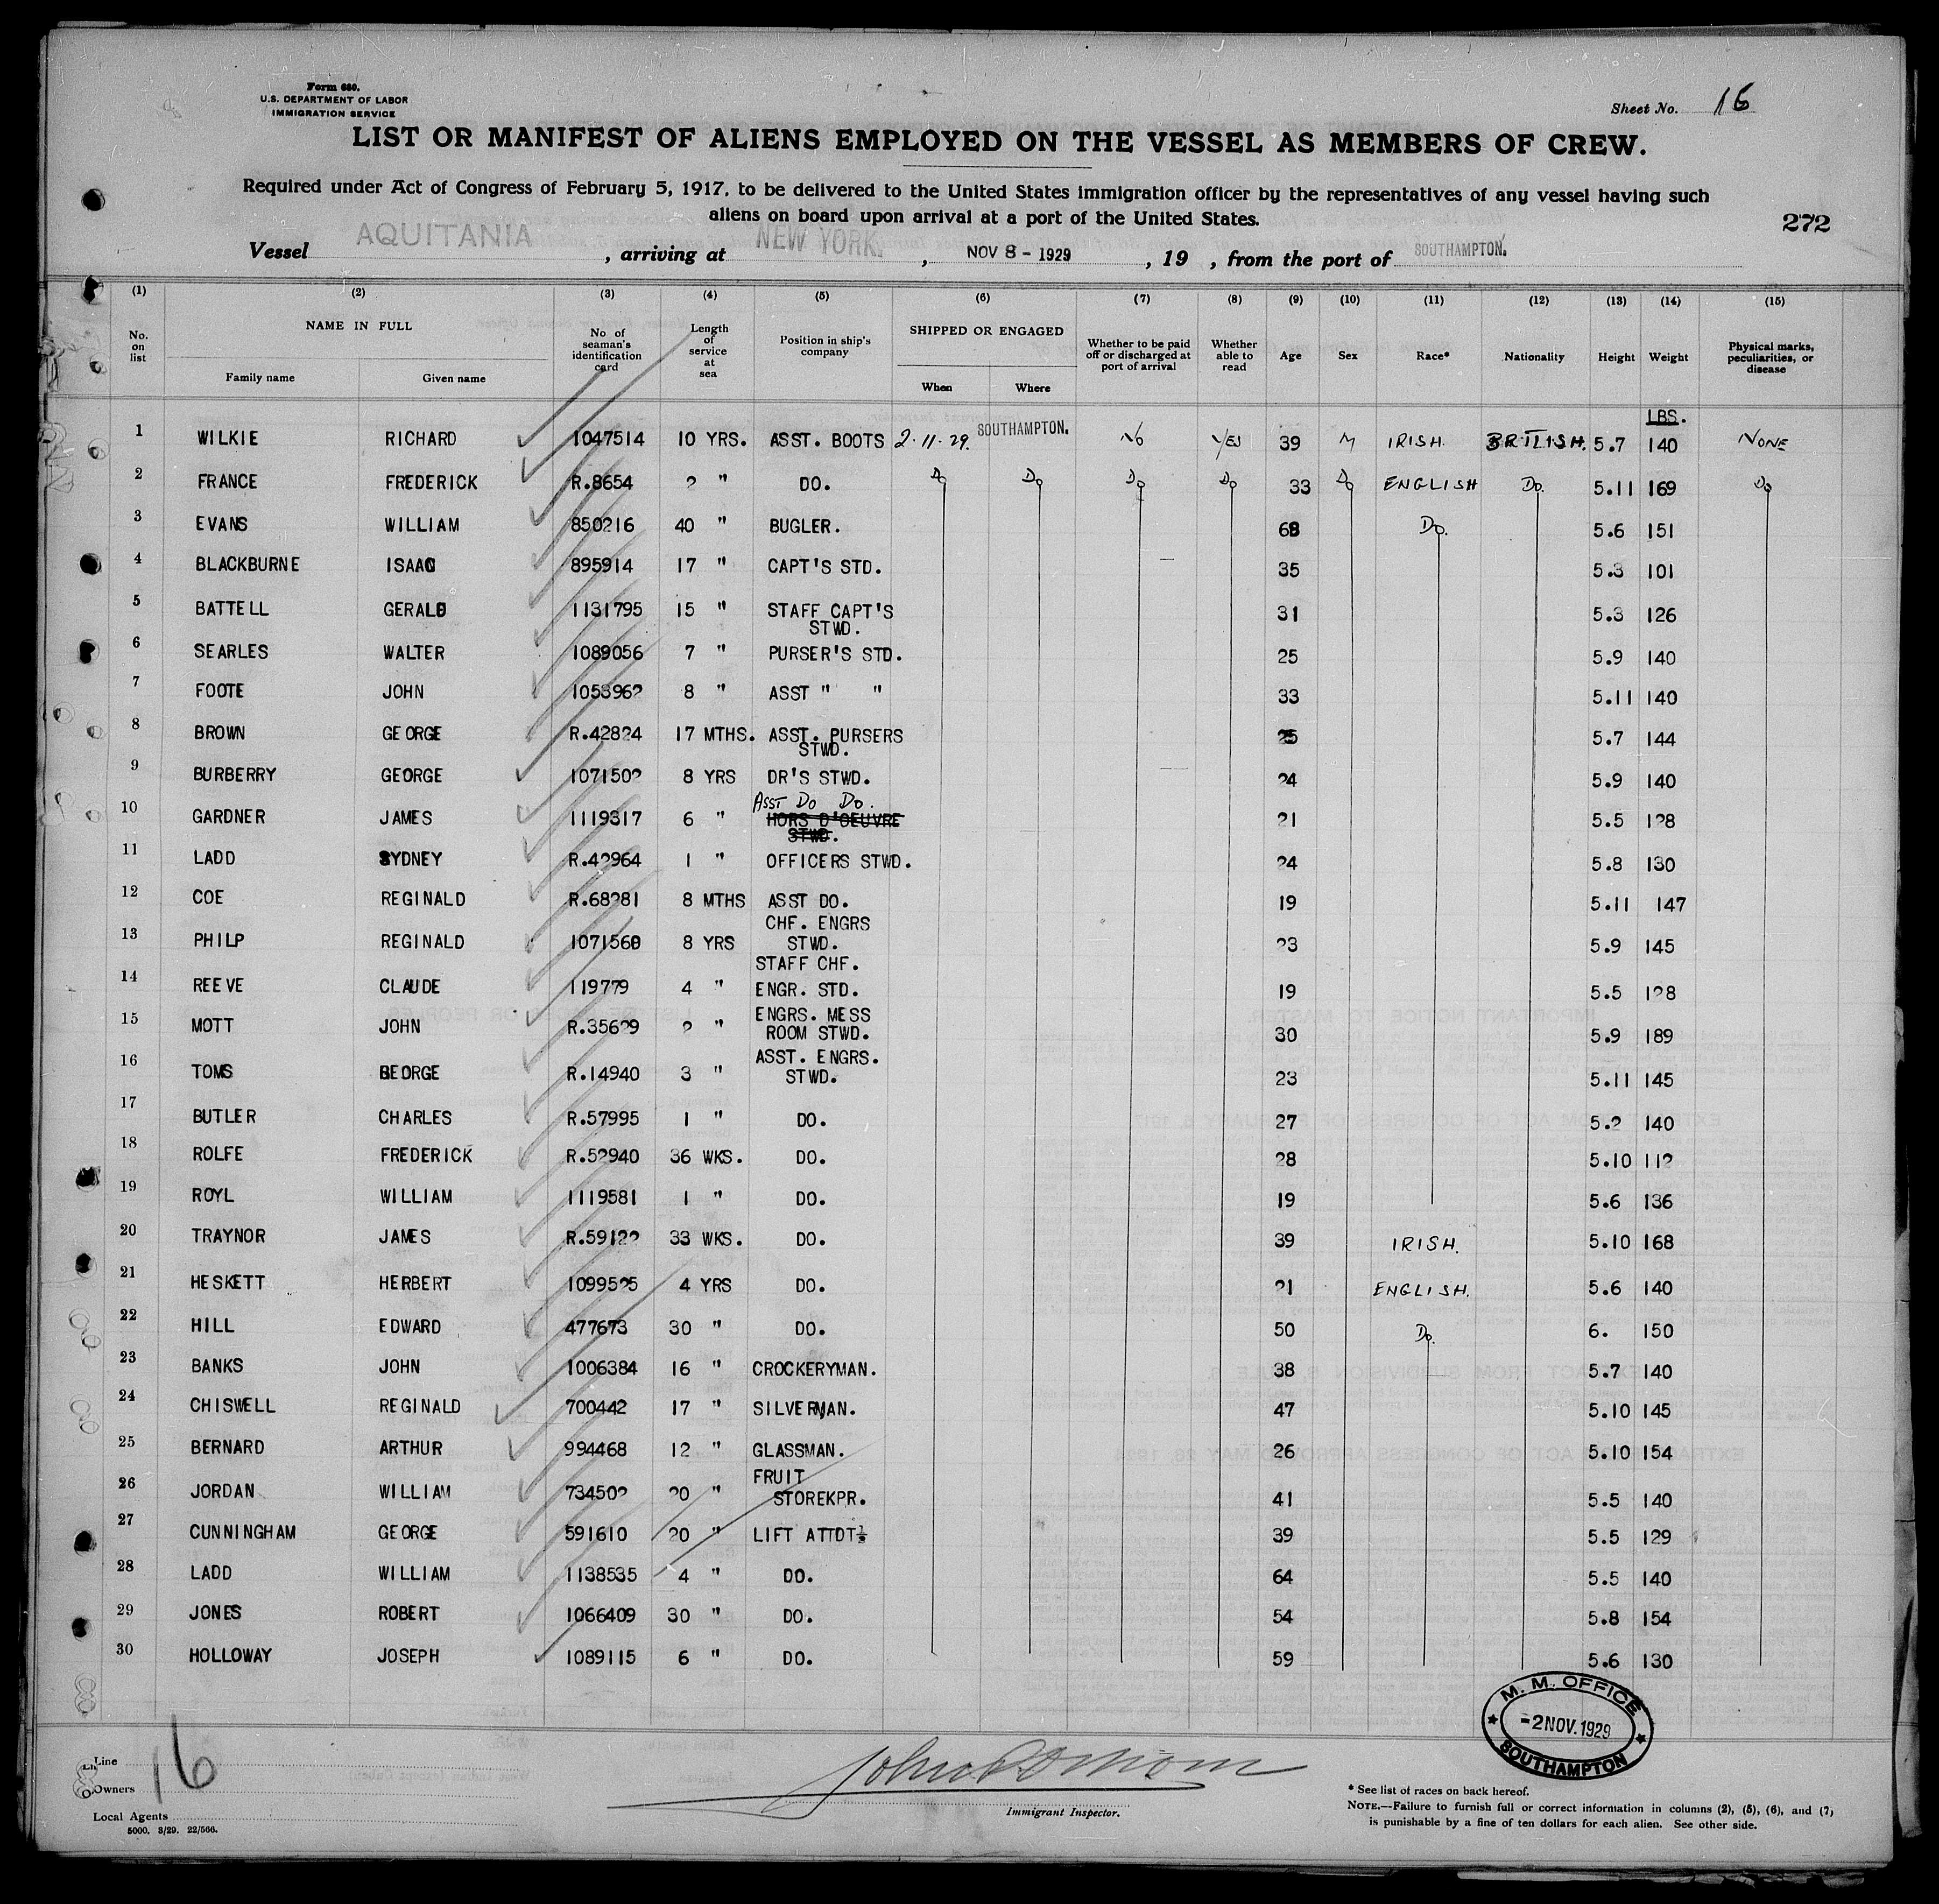 Form 680.
U.S. DEPARTMENT OF LABOR
IMMIGRATION SERVICE
Sheet No. 16
LIST OR MANIFEST OF ALIENS EMPLOYED ON THE VESSEL AS MEMBERS OF CREW.
Required under Act of Congress of February 5, 1917, to be delivered to the United States immigration officer by the representatives of any vessel having such
aliens on board upon arrival at a port of the United States.
272
Vessel AQUITANIA, arriving at NEW YORK., NOV 8 - 1929, 19 , from the port of SOUTHAMPTON.
(1) (2) (3) (4) (5) (6) (7) (8) (9) (10) (11) (12) (13) (14) (15)
No. on list NAME IN FULL Family name Given name No. of seaman's identification card Length of service at sea Position in ship's company SHIPPED OR ENGAGED When Where Whether to be paid off or discharged at port of arrival Whether able to read Age Sex Race* Nationality Height Weight Physical marks, peculiarities, or disease
LBS.
1 WILKIE RICHARD 1047514 10 YRS. ASST. BOOTS 2.11.29. SOUTHAMPTON. No YES 39 M IRISH. BRITISH. 5.7 140 NONE
2 FRANCE FREDERICK R.8654 2 " DO. Do Do Do Do 33 Do ENGLISH Do. 5.11 169 Do
3 EVANS WILLIAM 850216 40 " BUGLER. 68 Do. 5.6 151
4 BLACKBURNE ISAAC 895914 17 " CAPT'S STD. 35 5.3 101
5 BATTELL GERALD 1131795 15 " STAFF CAPT'S STWD. 31 5.3 126
6 SEARLES WALTER 1089056 7 " PURSER'S STD. 25 5.9 140
7 FOOTE JOHN 1053962 8 " ASST " " 33 5.11 140
8 BROWN GEORGE R.42824 17 MTHS. ASST. PURSERS STWD. 25 5.7 144
9 BURBERRY GEORGE 1071502 8 YRS DR'S STWD. 24 5.9 140
10 GARDNER JAMES 1119317 6 " ASST Do Do. HORS D'OEUVRE STWD. 21 5.5 128
11 LADD SYDNEY R.42964 1 " OFFICERS STWD. 24 5.8 130
12 COE REGINALD R.68281 8 MTHS ASST DO. 19 5.11 147
13 PHILP REGINALD 1071560 8 YRS CHF. ENGRS STWD. 23 5.9 145
14 REEVE CLAUDE 119779 4 " STAFF CHF. ENGR. STD. 19 5.5 128
15 MOTT JOHN R.35629 2 " ENGRS. MESS ROOM STWD. 30 5.9 189
16 TOMS GEORGE R.14940 3 " ASST. ENGRS. STWD. 23 5.11 145
17 BUTLER CHARLES R.57995 1 " DO. 27 5.2 140
18 ROLFE FREDERICK R.52940 36 WKS. DO. 28 5.10 112
19 ROYL WILLIAM 1119581 1 " DO. 19 5.6 136
20 TRAYNOR JAMES R.59122 33 WKS. DO. 39 IRISH. 5.10 168
21 HESKETT HERBERT 1099525 4 YRS DO. 21 ENGLISH. 5.6 140
22 HILL EDWARD 477673 30 " DO. 50 Do. 6. 150
23 BANKS JOHN 1006384 16 " CROCKERYMAN. 38 5.7 140
24 CHISWELL REGINALD 700442 17 " SILVERMAN. 47 5.10 145
25 BERNARD ARTHUR 994468 12 " GLASSMAN. 26 5.10 154
26 JORDAN WILLIAM 734502 20 " FRUIT STOREKPR. 41 5.5 140
27 CUNNINGHAM GEORGE 591610 20 " LIFT ATTDT. 39 5.5 129
28 LADD WILLIAM 1138535 4 " DO. 64 5.5 140
29 JONES ROBERT 1066409 30 " DO. 54 5.8 154
30 HOLLOWAY JOSEPH 1089115 6 " DO. 59 5.6 130
M. M. OFFICE
-2 NOV. 1929
SOUTHAMPTON
16
Line
Owners
Local Agents
5000. 8/29. 22/566.
Immigrant Inspector.
* See list of races on back hereof.
NOTE.—Failure to furnish full or correct information in columns (2), (5), (6), and (7)
is punishable by a fine of ten dollars for each alien. See other side.